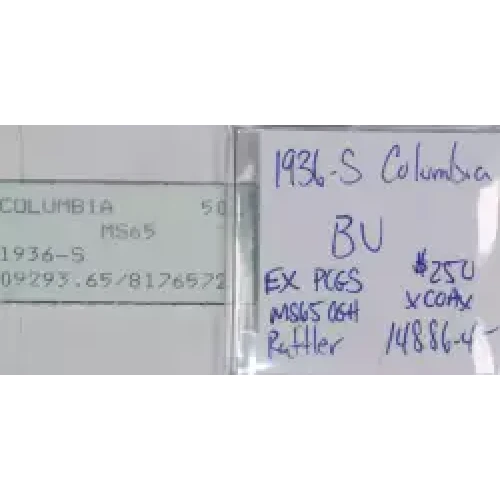 COLUMBIA 50
MS65
1936-S
09293.65/8176572
1936-S Columbia
BU
EX PCGS $250
MS65 OGH XCOAX
Rattler 14886-4-